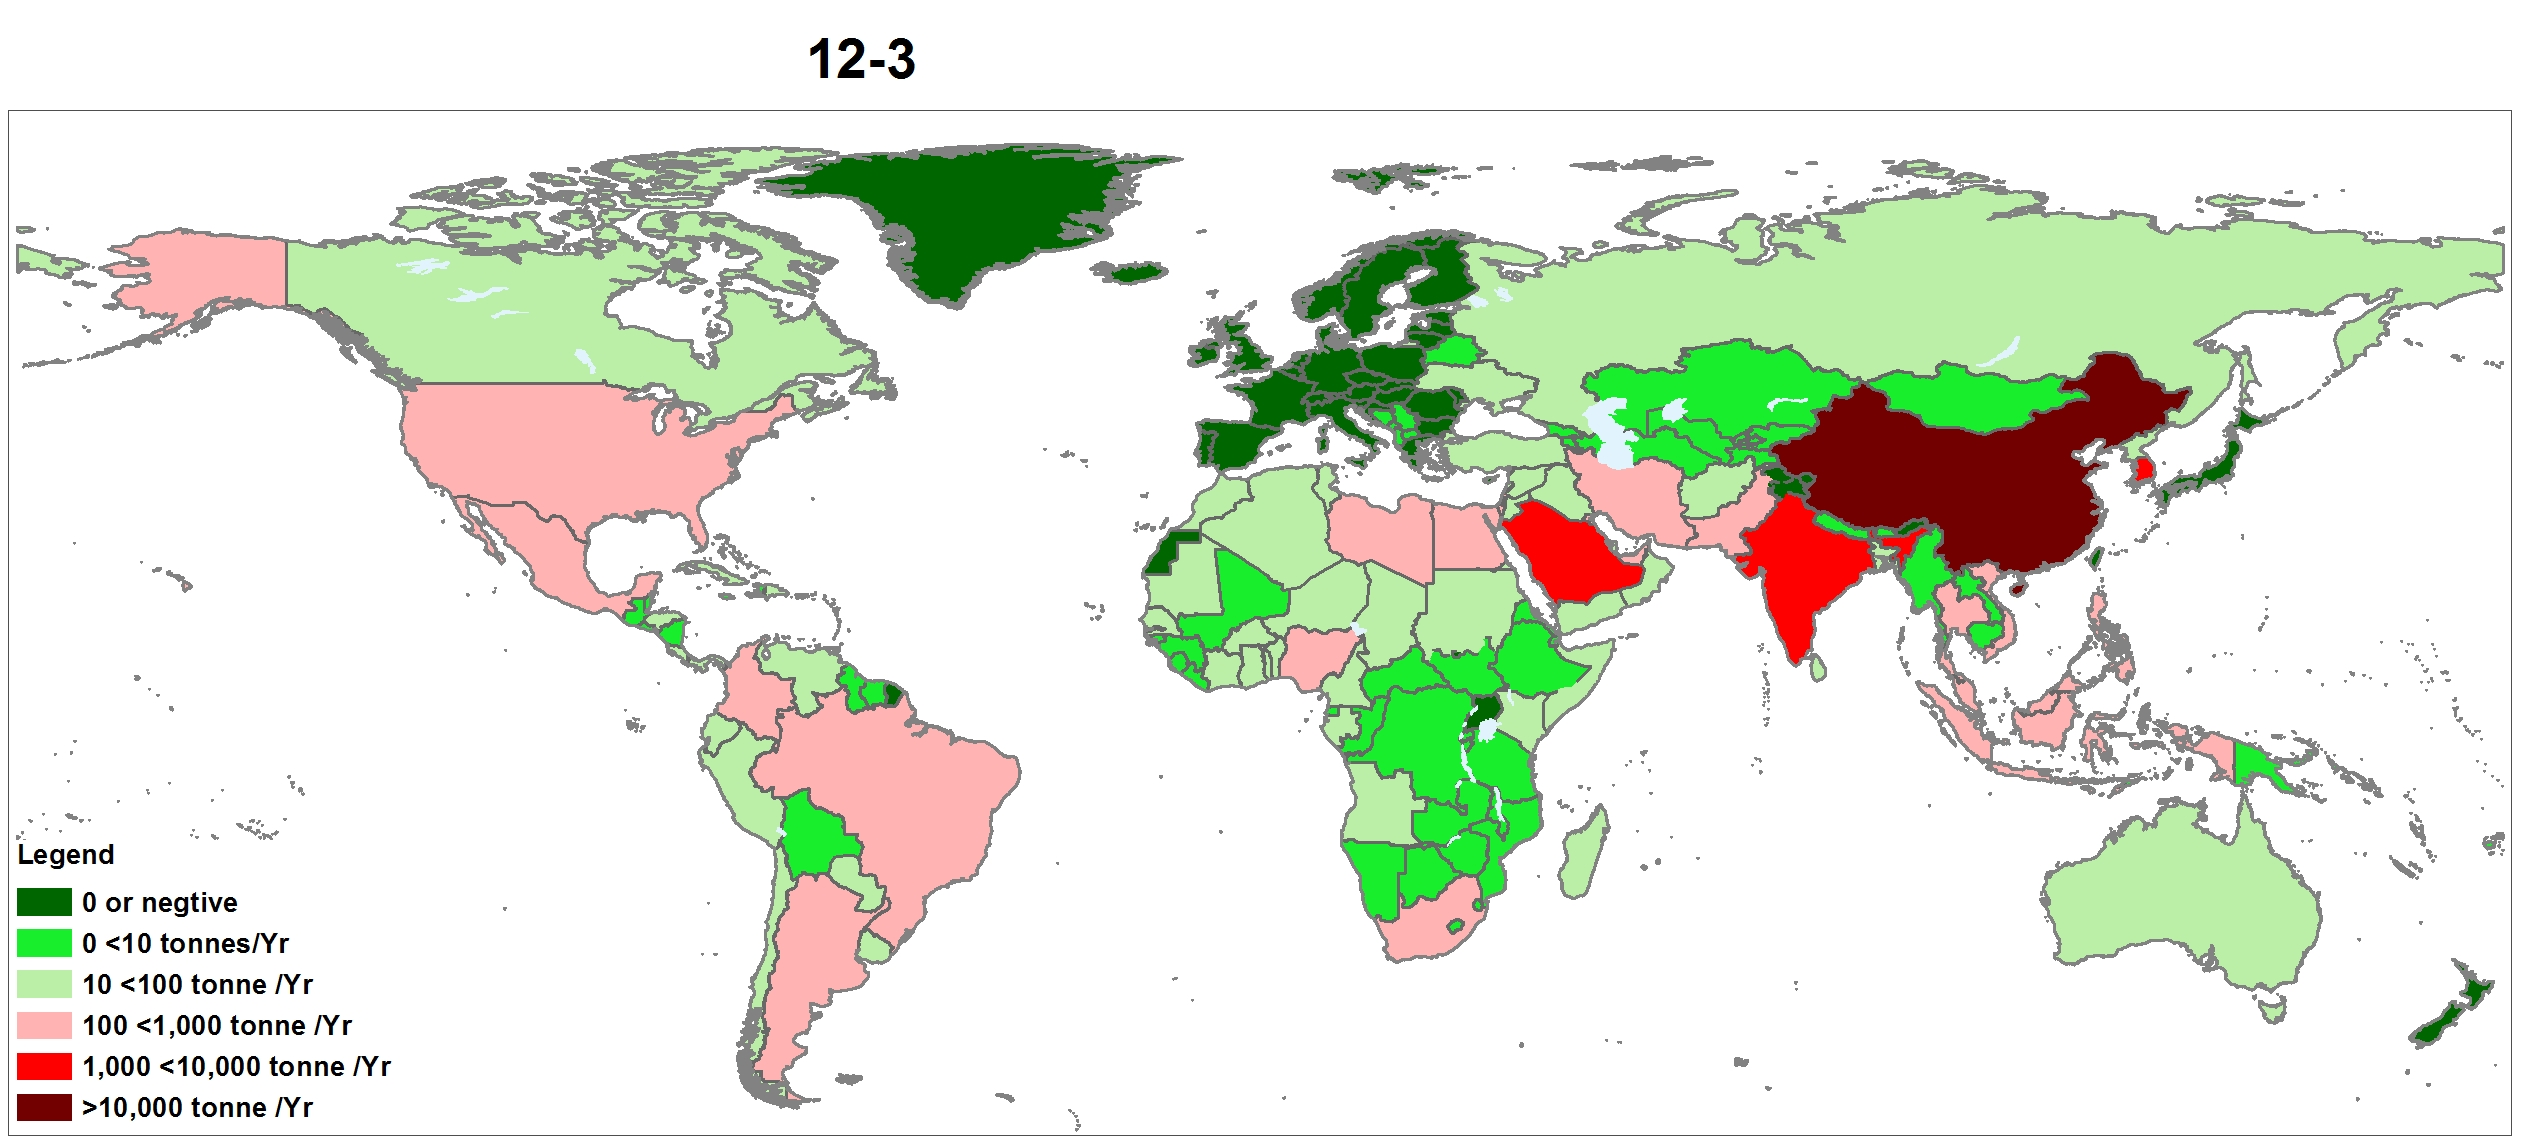 12-3
Legend
0 or negtive
0 <10 tonnes/Yr
10 <100 tonne /Yr
100 <1,000 tonne /Yr
1,000 <10,000 tonne /Yr
>10,000 tonne /Yr